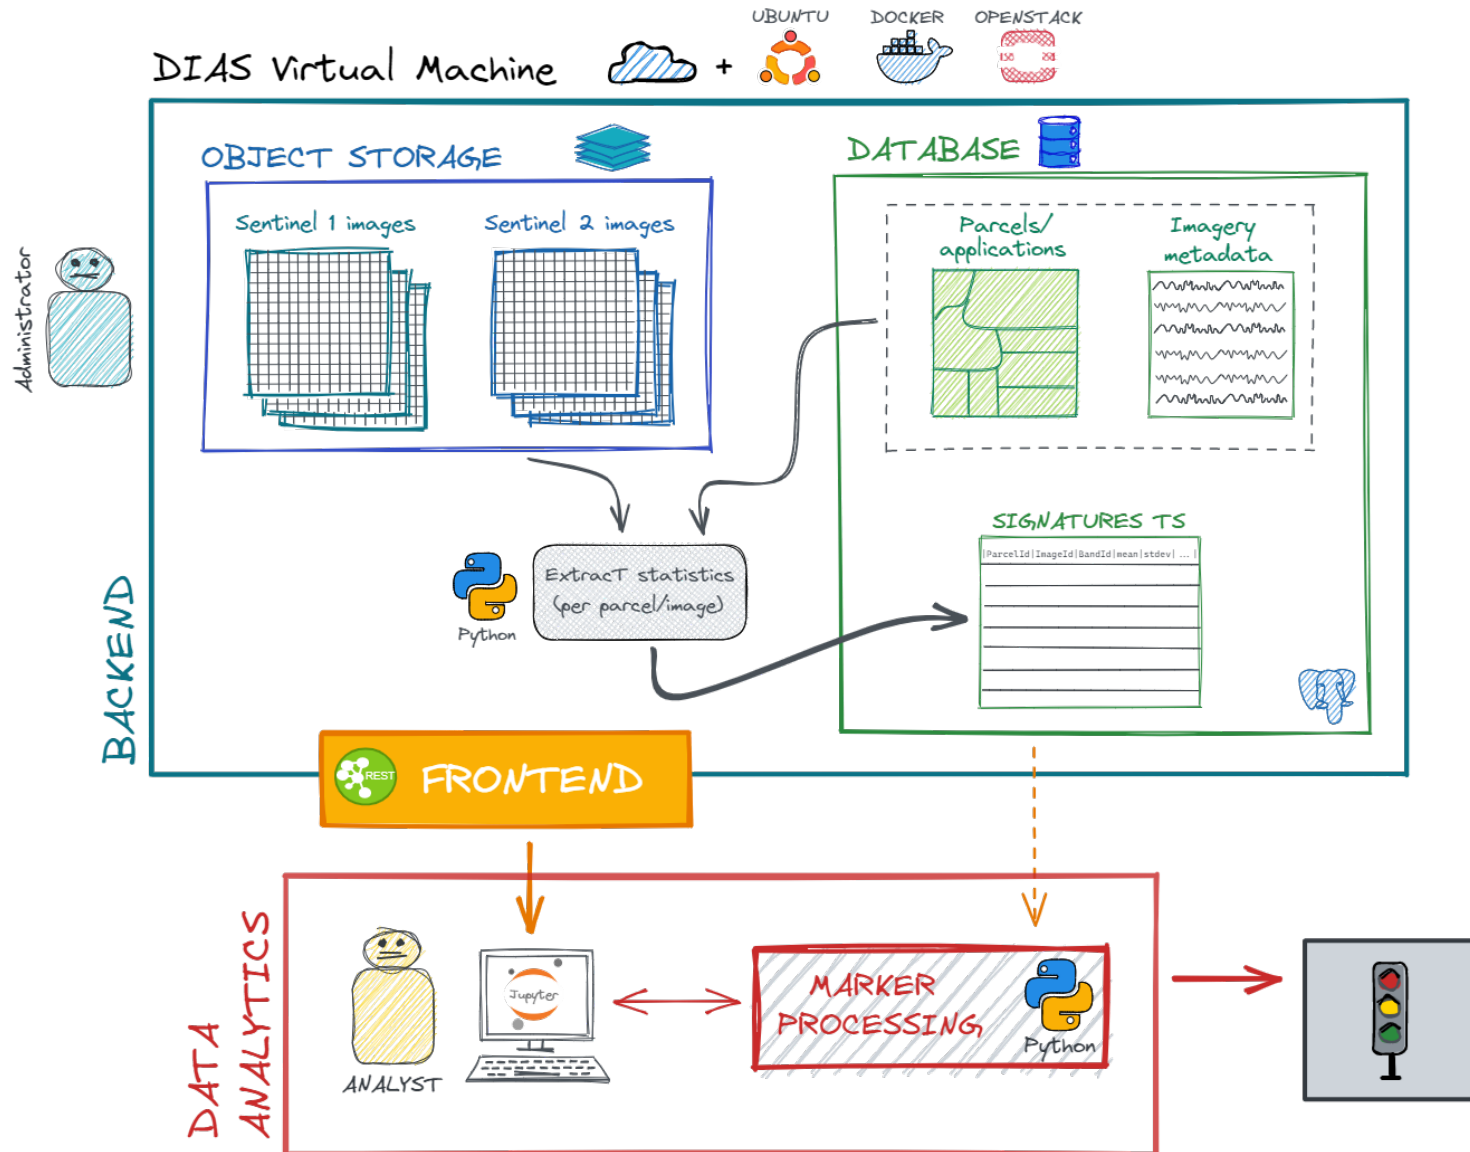 UBUNTU
DOCKER
OPENSTACK
DIAS Virtual Machine
+
OBJECT STORAGE
DATABASE
Sentinel 1 images
Sentinel 2 images
Parcels/
applications
Imagery
metadata
Administrator
SIGNATURES TS
|ParcelId|ImageId|BandId|mean|stdev| ... |
ExtracT statistics
(per parcel/image)
Python
BACKEND
REST
FRONTEND
DATA
ANALYTICS
Jupyter
ANALYST
MARKER
PROCESSING
Python